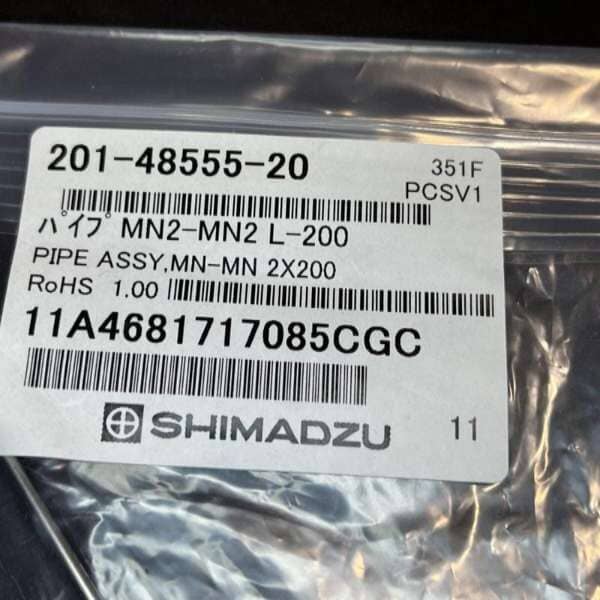 201-48555-20
351F
PCSV1
パイプ MN2-MN2 L-200
PIPE ASSY,MN-MN 2X200
RoHS 1.00
11A4681717085CGC
SHIMADZU
11